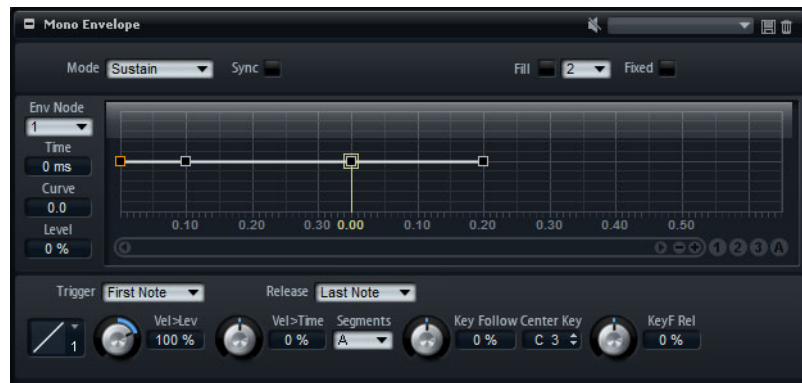 Mono Envelope
Mode Sustain Sync Fill 2 Fixed
Env Node
1
Time
0 ms
Curve
0.0
Level
0 %
0.10 0.20 0.30 0.00 0.10 0.20 0.30 0.40 0.50
1 2 3 A
Trigger First Note Release Last Note
Vel>Lev Vel>Time Segments Key Follow Center Key KeyF Rel
1 100 % 0 % A 0 % C 3 0 %